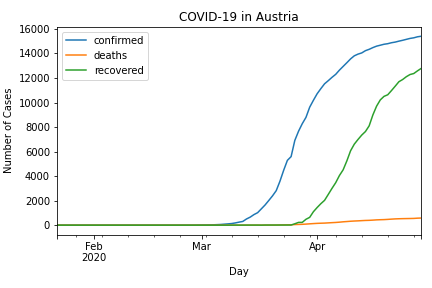 COVID-19 in Austria
confirmed
deaths
recovered
Number of Cases
16000
14000
12000
10000
8000
6000
4000
2000
0
Feb
2020
Mar
Apr
Day